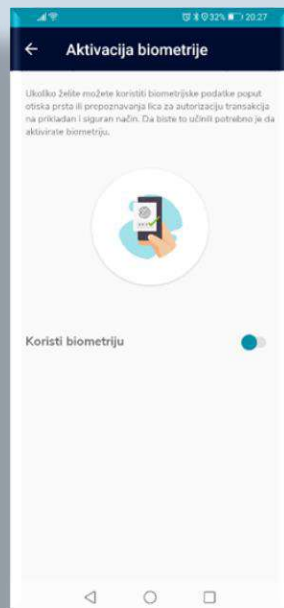 32% 20:27
Aktivacija biometrije
Ukoliko želite možete koristiti biometrijske podatke poput
otiska prsta ili prepoznavanja lica za autorizaciju transakcija
na prikladan i siguran način. Da biste to učinili potrebno je da
aktivirate biometriju.
Koristi biometriju